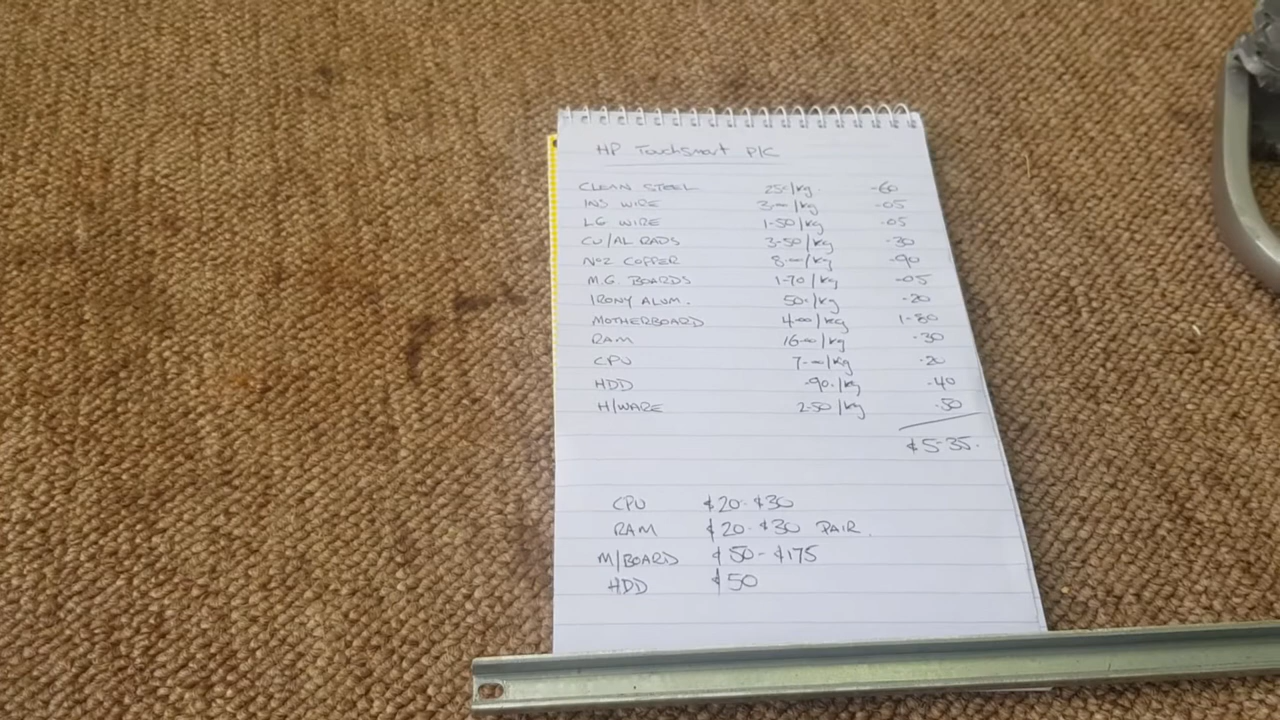 HP TouchSmart P/C
CLEAN STEEL 25c/kg -60
INS WIRE 3-00/kg -05
LG WIRE 1-50/kg .05
CU/AL RADS 3-50/kg -30
No2 COPPER 8-00/kg -90
M.G. BOARDS 1-70/kg -05
IRONY ALUM. 50c/kg -20
MOTHERBOARD 4-00/kg 1-80
RAM 16-00/kg -30
CPU 7-00/kg -20
HDD -90-/kg -40
H/WARE 2-50/kg .50
$5-35-
CPU $20-$30
RAM $20-$30 PAIR.
M/BOARD $50-$175
HDD $50